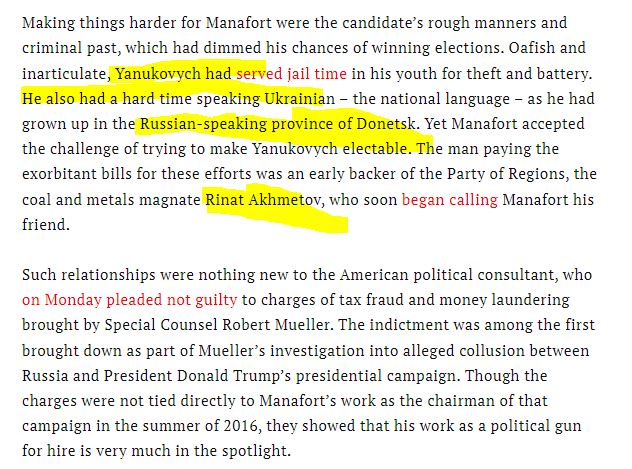 Making things harder for Manafort were the candidate’s rough manners and
criminal past, which had dimmed his chances of winning elections. Oafish and
inarticulate, Yanukovych had served jail time in his youth for theft and battery.
He also had a hard time speaking Ukrainian – the national language – as he had
grown up in the Russian-speaking province of Donetsk. Yet Manafort accepted
the challenge of trying to make Yanukovych electable. The man paying the
exorbitant bills for these efforts was an early backer of the Party of Regions, the
coal and metals magnate Rinat Akhmetov, who soon began calling Manafort his
friend.
Such relationships were nothing new to the American political consultant, who
on Monday pleaded not guilty to charges of tax fraud and money laundering
brought by Special Counsel Robert Mueller. The indictment was among the first
brought down as part of Mueller’s investigation into alleged collusion between
Russia and President Donald Trump’s presidential campaign. Though the
charges were not tied directly to Manafort’s work as the chairman of that
campaign in the summer of 2016, they showed that his work as a political gun
for hire is very much in the spotlight.